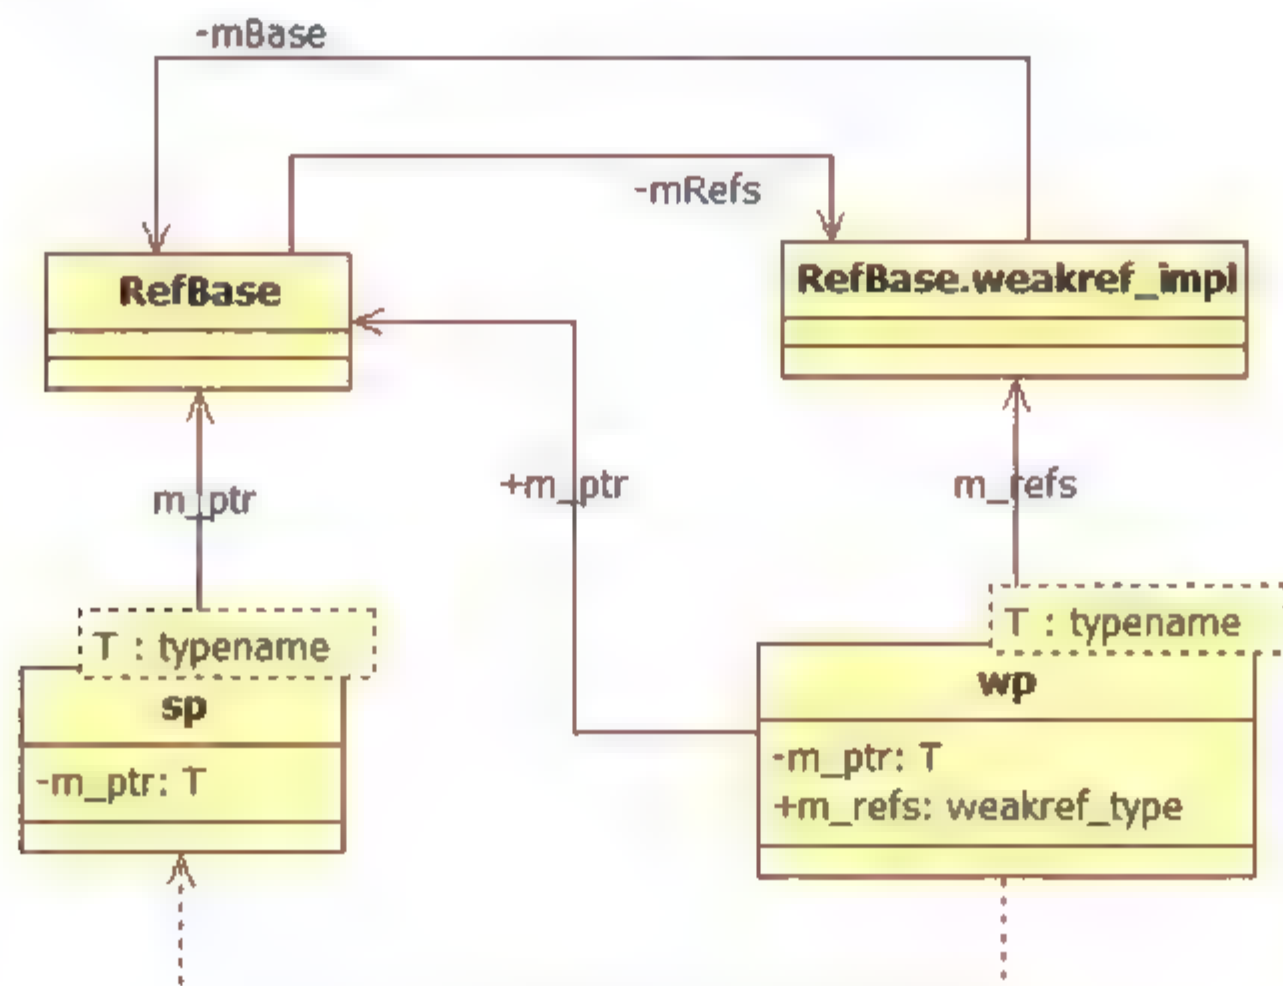 -mBase
-mRefs
RefBase
RefBase.weakref_impl
m_ptr
+m_ptr
m_refs
T : typename
sp
-m_ptr: T
T : typename
wp
-m_ptr: T
+m_refs: weakref_type